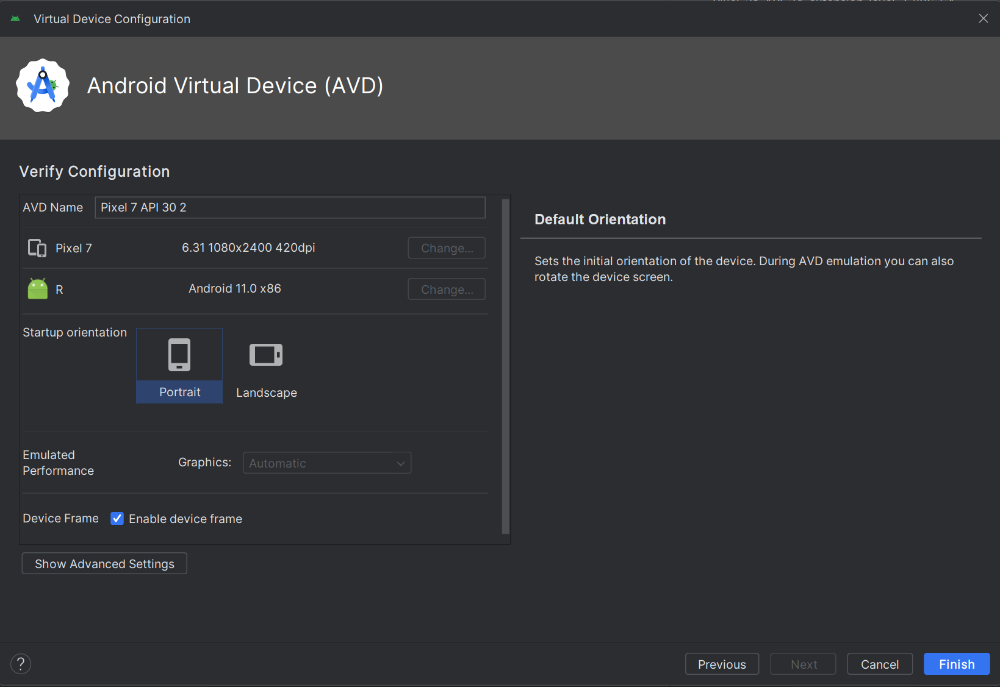 Virtual Device Configuration
Android Virtual Device (AVD)
Verify Configuration
AVD Name Pixel 7 API 30 2
Pixel 7 6.31 1080x2400 420dpi Change...
R Android 11.0 x86 Change...
Startup orientation
Portrait Landscape
Emulated
Performance
Graphics: Automatic
Device Frame Enable device frame
Show Advanced Settings
Default Orientation
Sets the initial orientation of the device. During AVD emulation you can also
rotate the device screen.
? Previous Next Cancel Finish